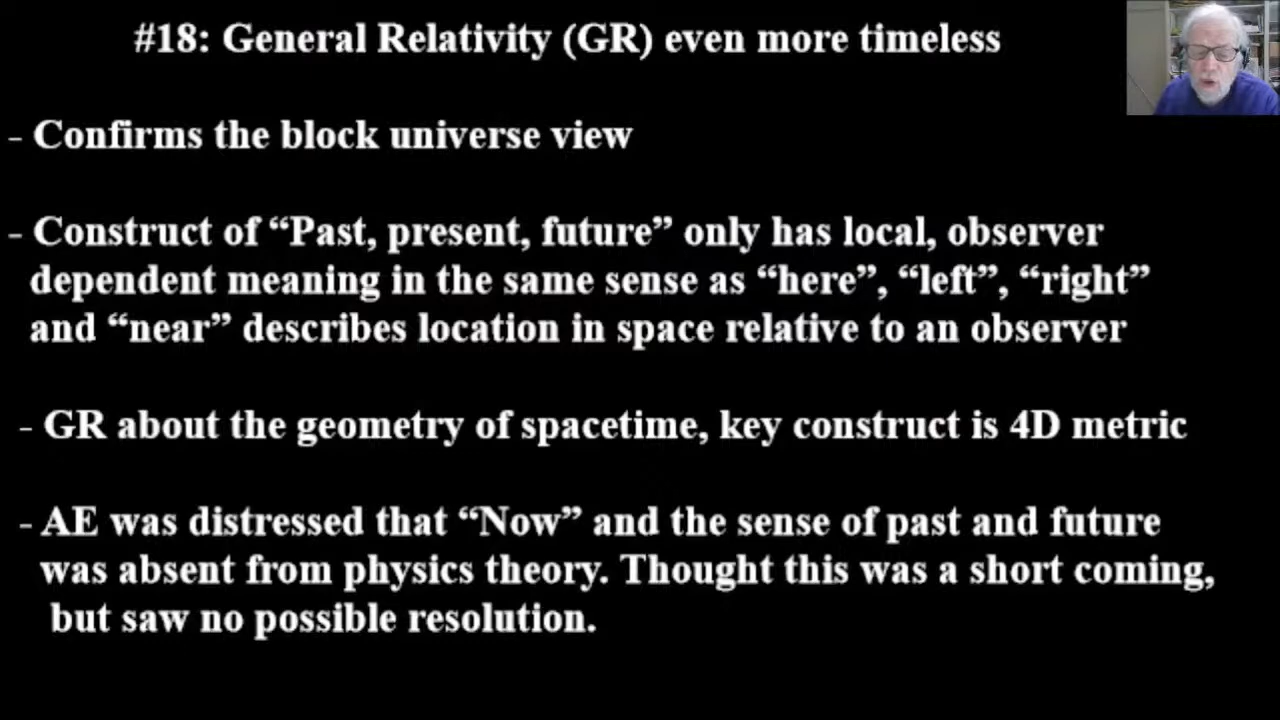 #18: General Relativity (GR) even more timeless
- Confirms the block universe view
- Construct of “Past, present, future” only has local, observer
dependent meaning in the same sense as “here”, “left”, “right”
and “near” describes location in space relative to an observer
- GR about the geometry of spacetime, key construct is 4D metric
- AE was distressed that “Now” and the sense of past and future
was absent from physics theory. Thought this was a short coming,
but saw no possible resolution.